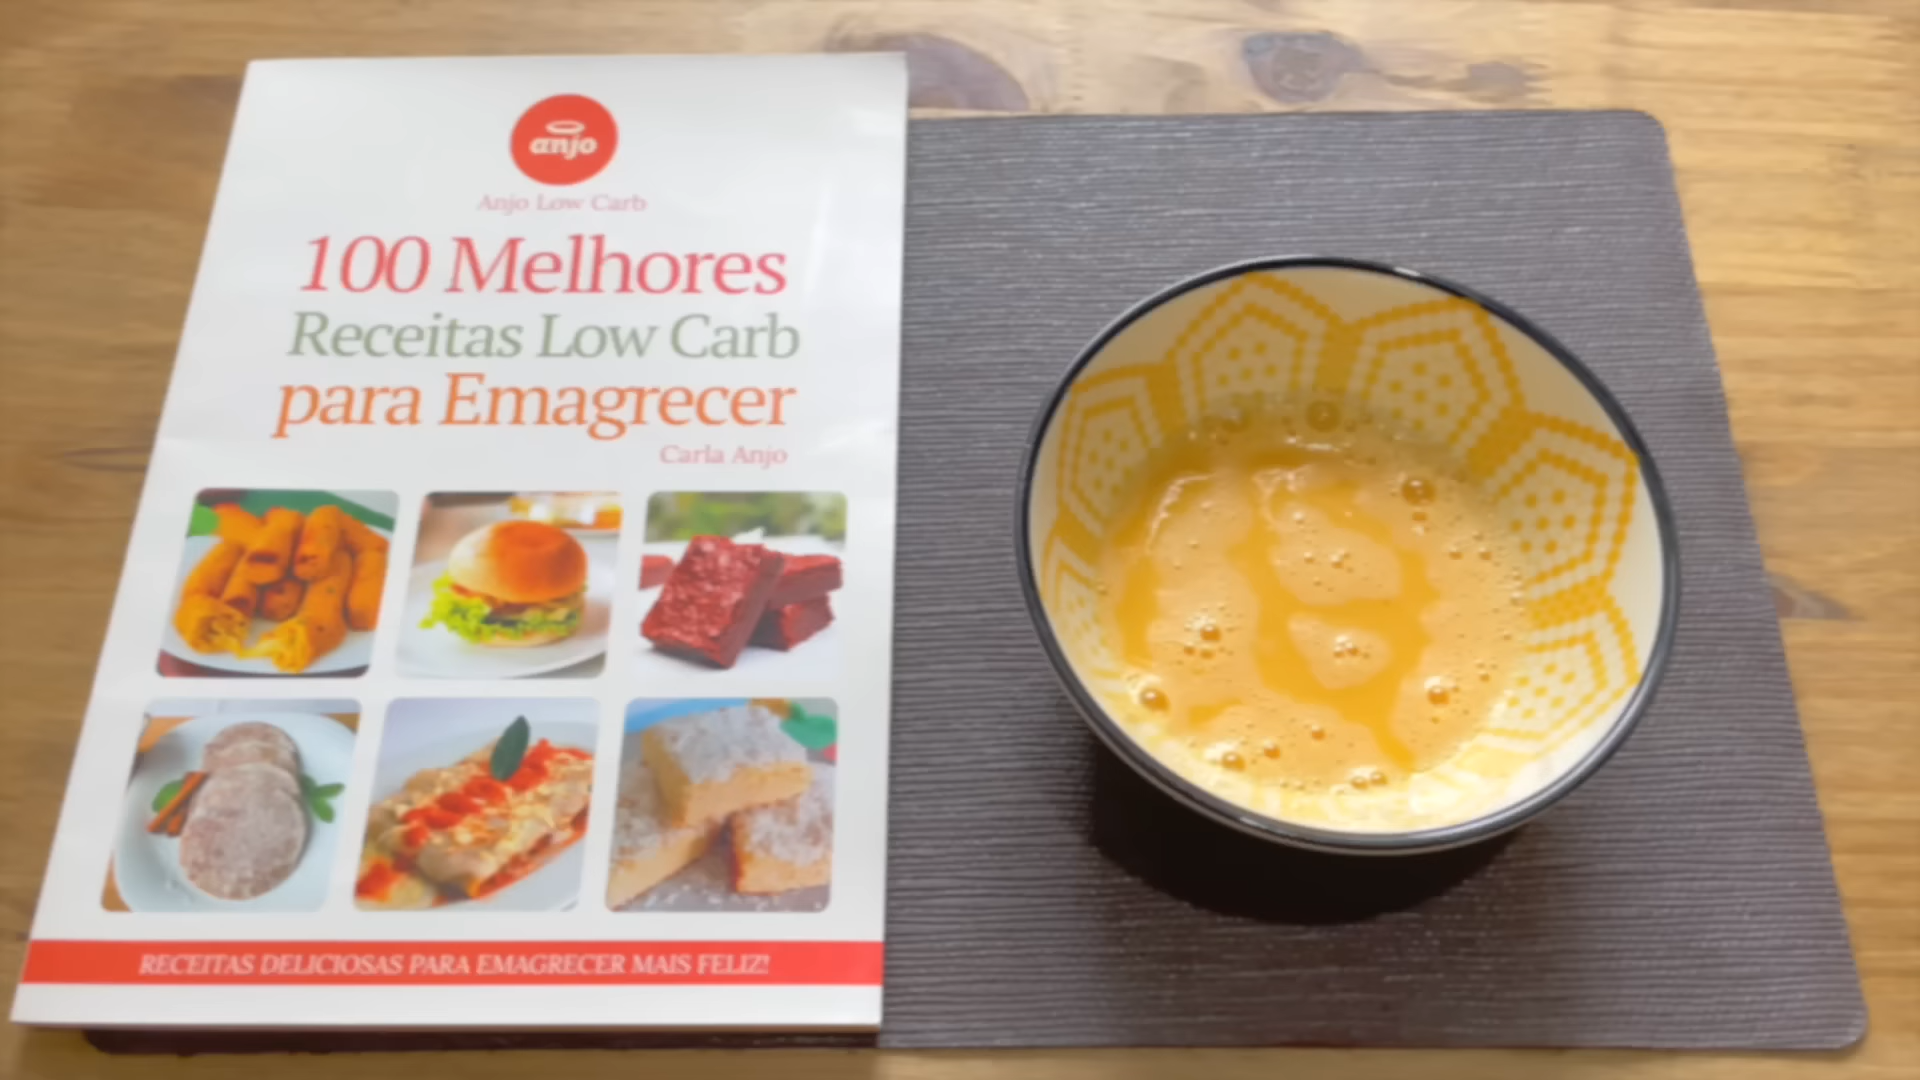 anjo
Anjo Low Carb
100 Melhores
Receitas Low Carb
para Emagrecer
Carla Anjo
RECEITAS DELICIOSAS PARA EMAGRECER MAIS FELIZ!